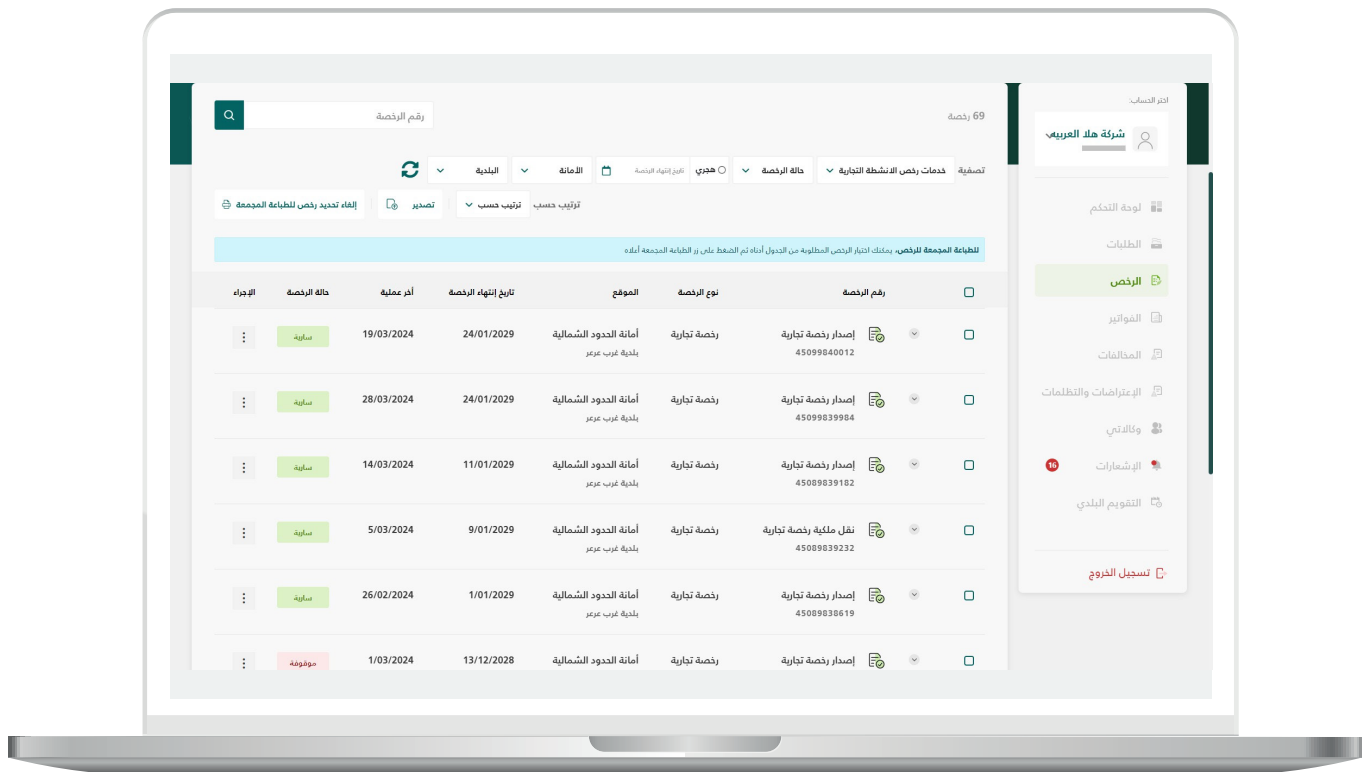 اختر الحساب:
شركة هلا العربيه
لوحة التحكم
الطلبات
الرخص
الفواتير
المخالفات
الإعتراضات والتظلمات
وكالاتي
الإشعارات 16
التقويم البلدي
تسجيل الخروج
69 رخصة
رقم الرخصة
تصفية خدمات رخص الانشطة التجارية حالة الرخصة هجري تاريخ إنتهاء الرخصة الأمانة البلدية
ترتيب حسب ترتيب حسب تصدير إلغاء تحديد رخص للطباعة المجمعة
للطباعة المجمعة للرخص، يمكنك اختيار الرخص المطلوبة من الجدول أدناه ثم الضغط على زر الطباعة المجمعة أعلاه
رقم الرخصة نوع الرخصة الموقع تاريخ إنتهاء الرخصة أخر عملية حالة الرخصة الإجراء
إصدار رخصة تجارية رخصة تجارية أمانة الحدود الشمالية 24/01/2029 19/03/2024 سارية
45099840012 بلدية غرب عرعر
إصدار رخصة تجارية رخصة تجارية أمانة الحدود الشمالية 24/01/2029 28/03/2024 سارية
45099839984 بلدية غرب عرعر
إصدار رخصة تجارية رخصة تجارية أمانة الحدود الشمالية 11/01/2029 14/03/2024 سارية
45089839182 بلدية غرب عرعر
نقل ملكية رخصة تجارية رخصة تجارية أمانة الحدود الشمالية 9/01/2029 5/03/2024 سارية
45089839232 بلدية غرب عرعر
إصدار رخصة تجارية رخصة تجارية أمانة الحدود الشمالية 1/01/2029 26/02/2024 سارية
45089838619 بلدية غرب عرعر
إصدار رخصة تجارية رخصة تجارية أمانة الحدود الشمالية 13/12/2028 1/03/2024 موقوفة